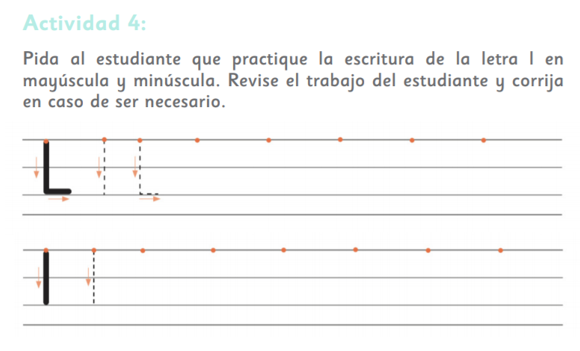 Actividad 4:
Pida al estudiante que practique la escritura de la letra l en
mayúscula y minúscula. Revise el trabajo del estudiante y corrija
en caso de ser necesario.
L
l